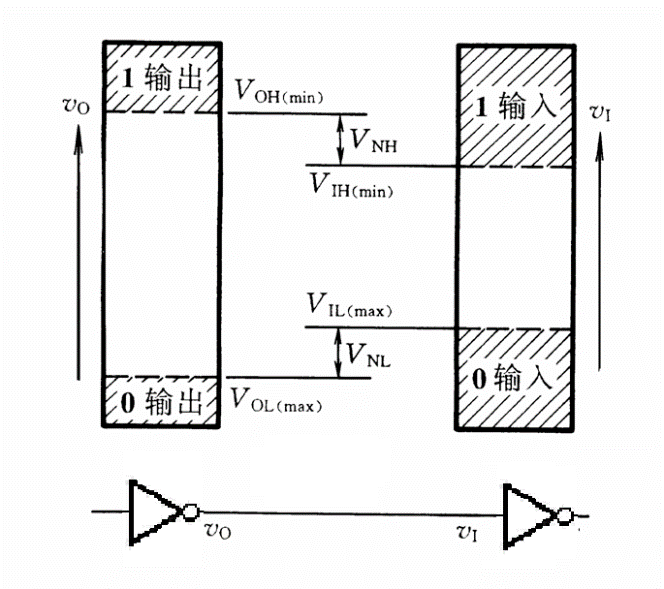 1 输出
V_OH(min)
v_O
1 输入
v_I
V_NH
V_IH(min)
V_IL(max)
V_NL
0 输出
V_OL(max)
0 输入
v_O
v_I